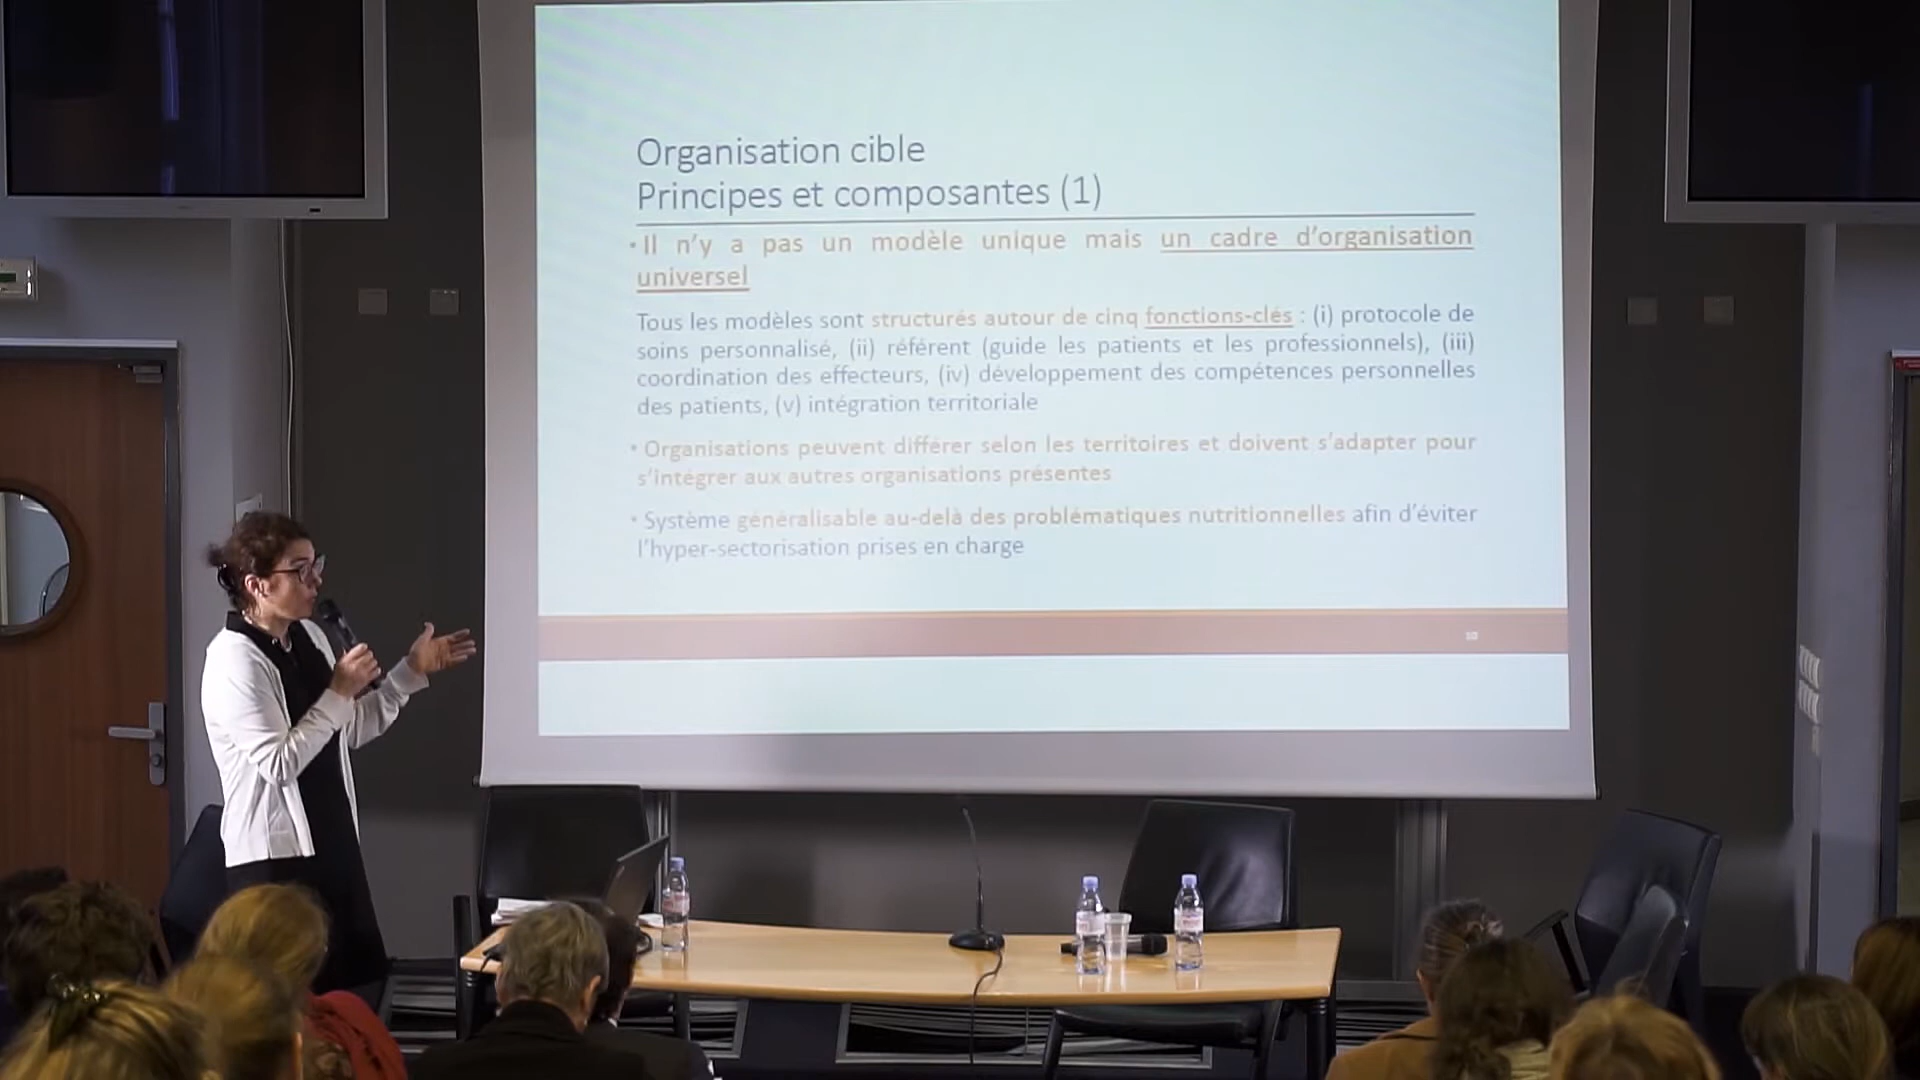 Organisation cible
Principes et composantes (1)
• Il n’y a pas un modèle unique mais un cadre d’organisation
universel
Tous les modèles sont structurés autour de cinq fonctions-clés : (i) protocole de
soins personnalisé, (ii) référent (guide les patients et les professionnels), (iii)
coordination des effecteurs, (iv) développement des compétences personnelles
des patients, (v) intégration territoriale
• Organisations peuvent différer selon les territoires et doivent s’adapter pour
s’intégrer aux autres organisations présentes
• Système généralisable au-delà des problématiques nutritionnelles afin d’éviter
l’hyper-sectorisation prises en charge